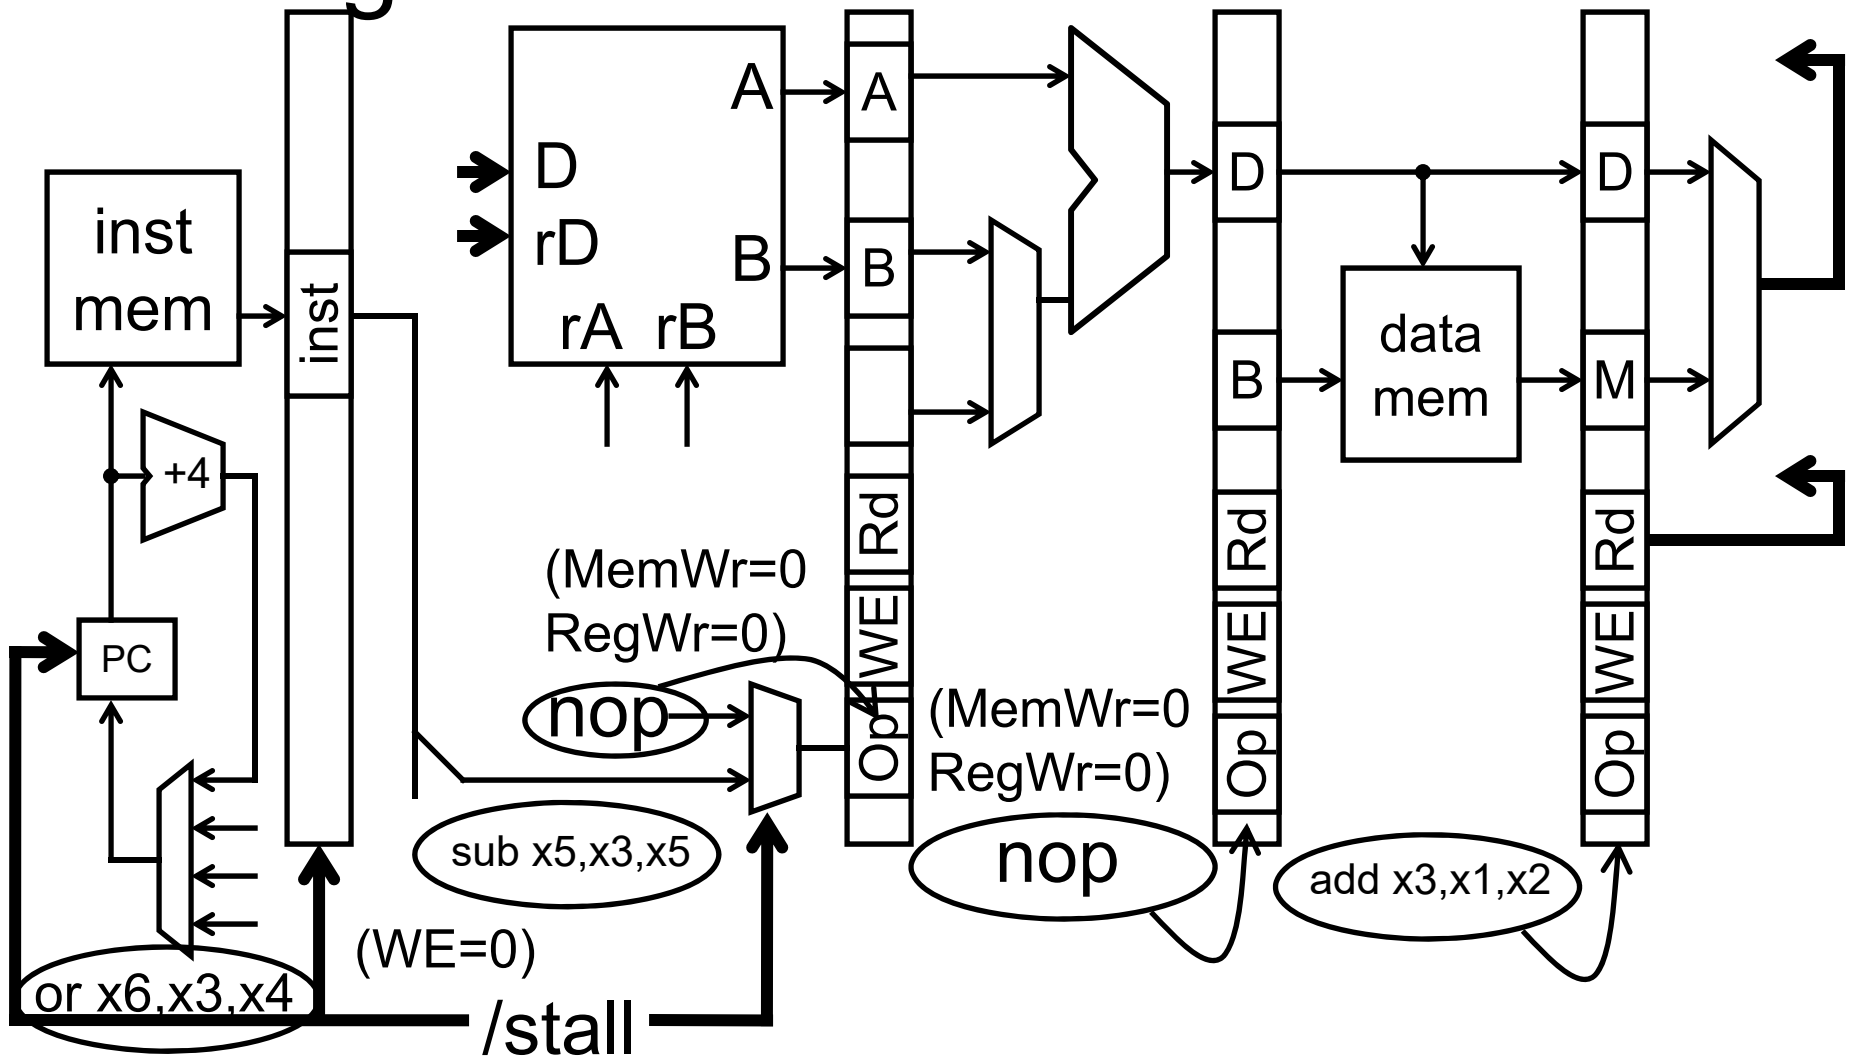 A
D
rD
B
rA rB
inst
mem
inst
+4
PC
A
B
Rd
WE
Op
D
B
Rd
WE
Op
data
mem
D
M
Rd
WE
Op
(MemWr=0
RegWr=0)
nop
(MemWr=0
RegWr=0)
nop
sub x5,x3,x5
add x3,x1,x2
or x6,x3,x4
(WE=0)
/stall